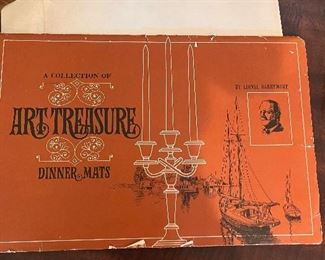 A COLLECTION OF
ART TREASURE
DINNER MATS
BY LIONEL BARRYMORE